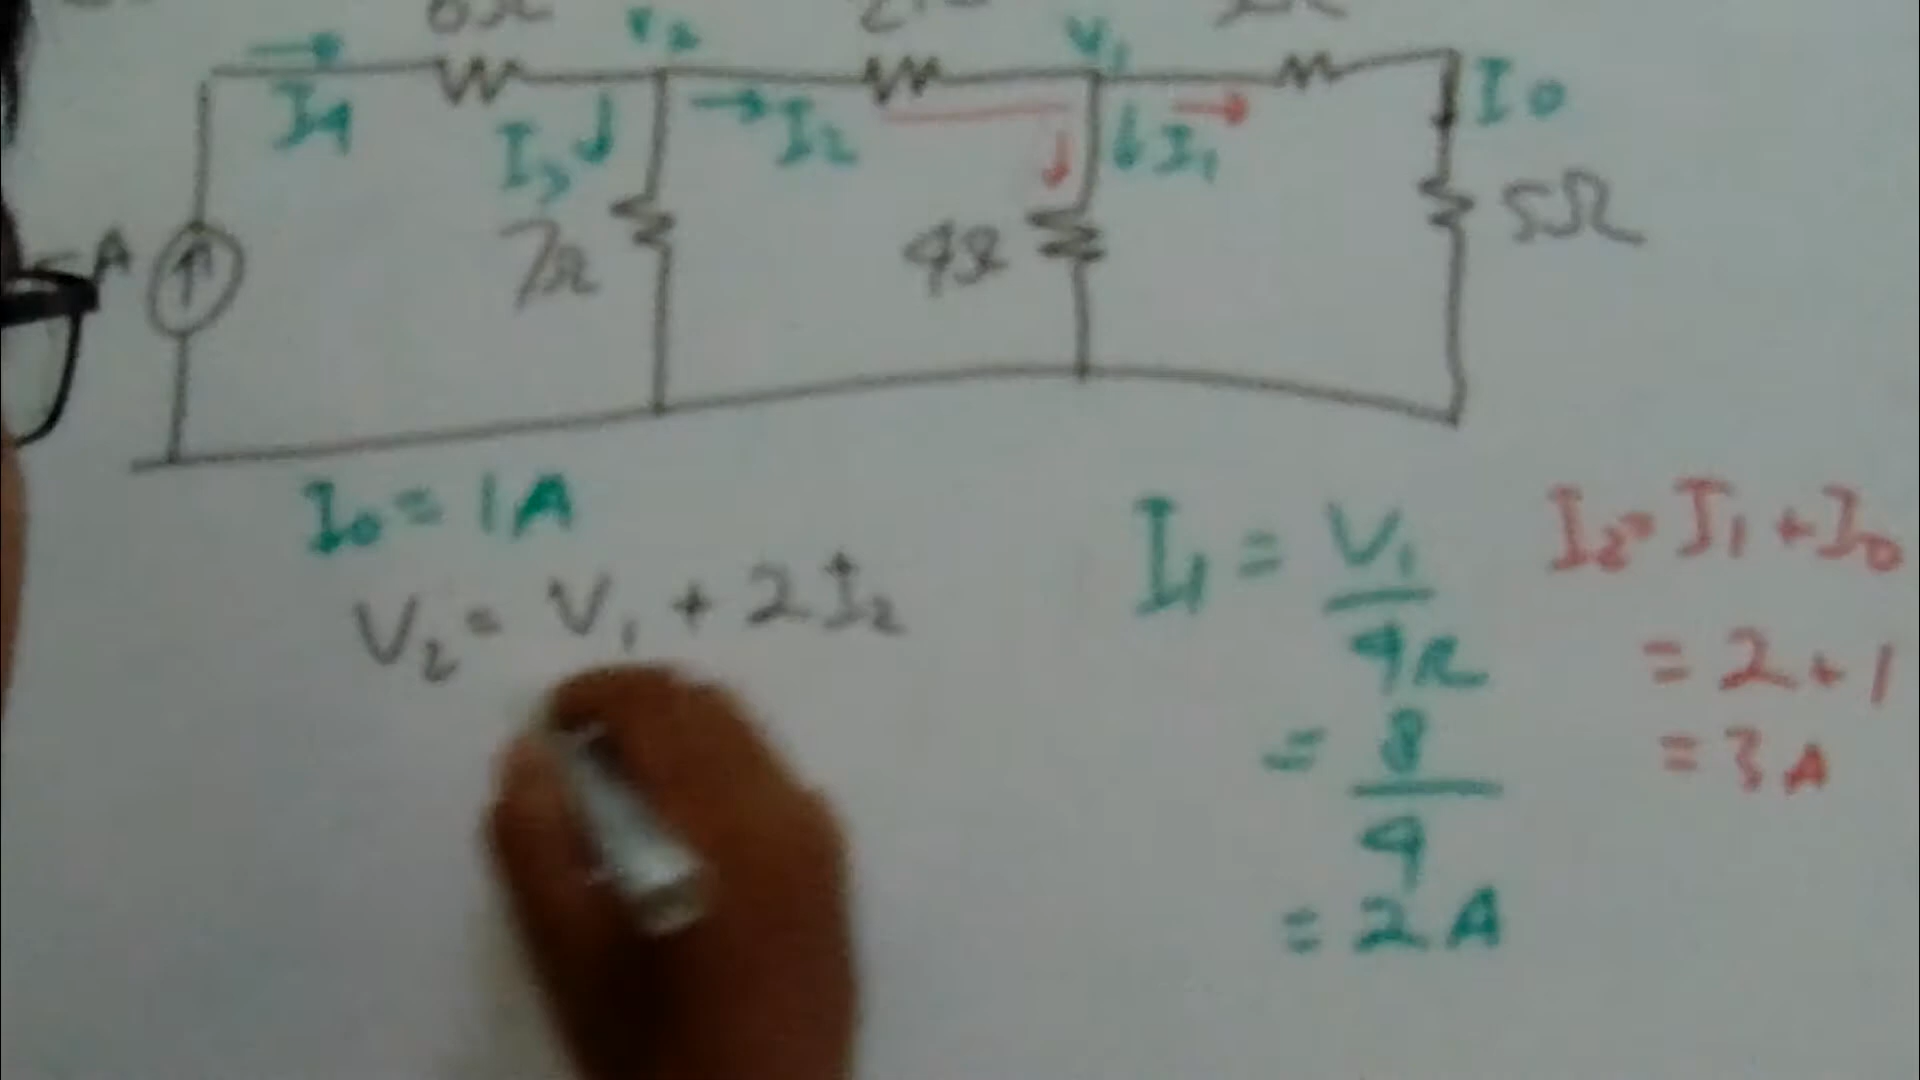 V2 V1
I4 I3 I2 I1 I0
7Ω 4Ω 5Ω
A
I0 = 1A
V2 = V1 + 2I2
I1 = V1
4Ω
= 8
4
= 2A
I2 = I1 + I0
= 2+1
= 3A